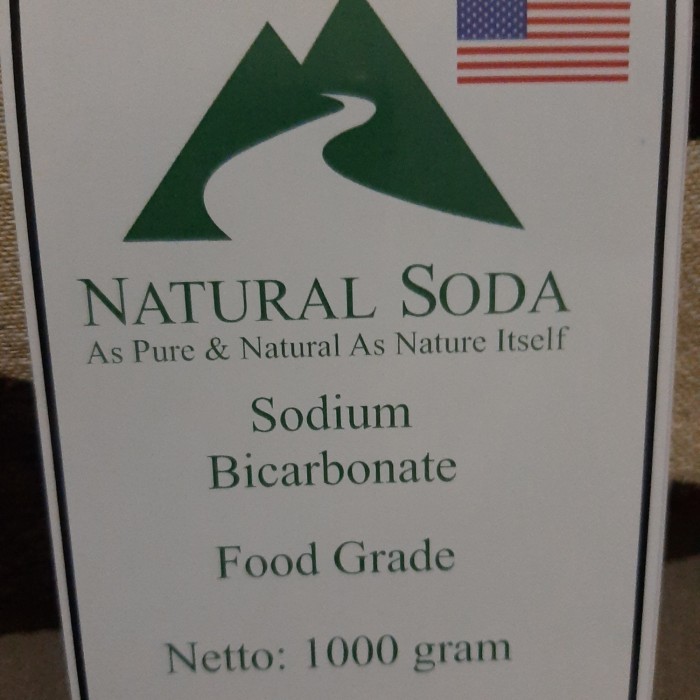 NATURAL SODA
As Pure & Natural As Nature Itself
Sodium
Bicarbonate
Food Grade
Netto: 1000 gram